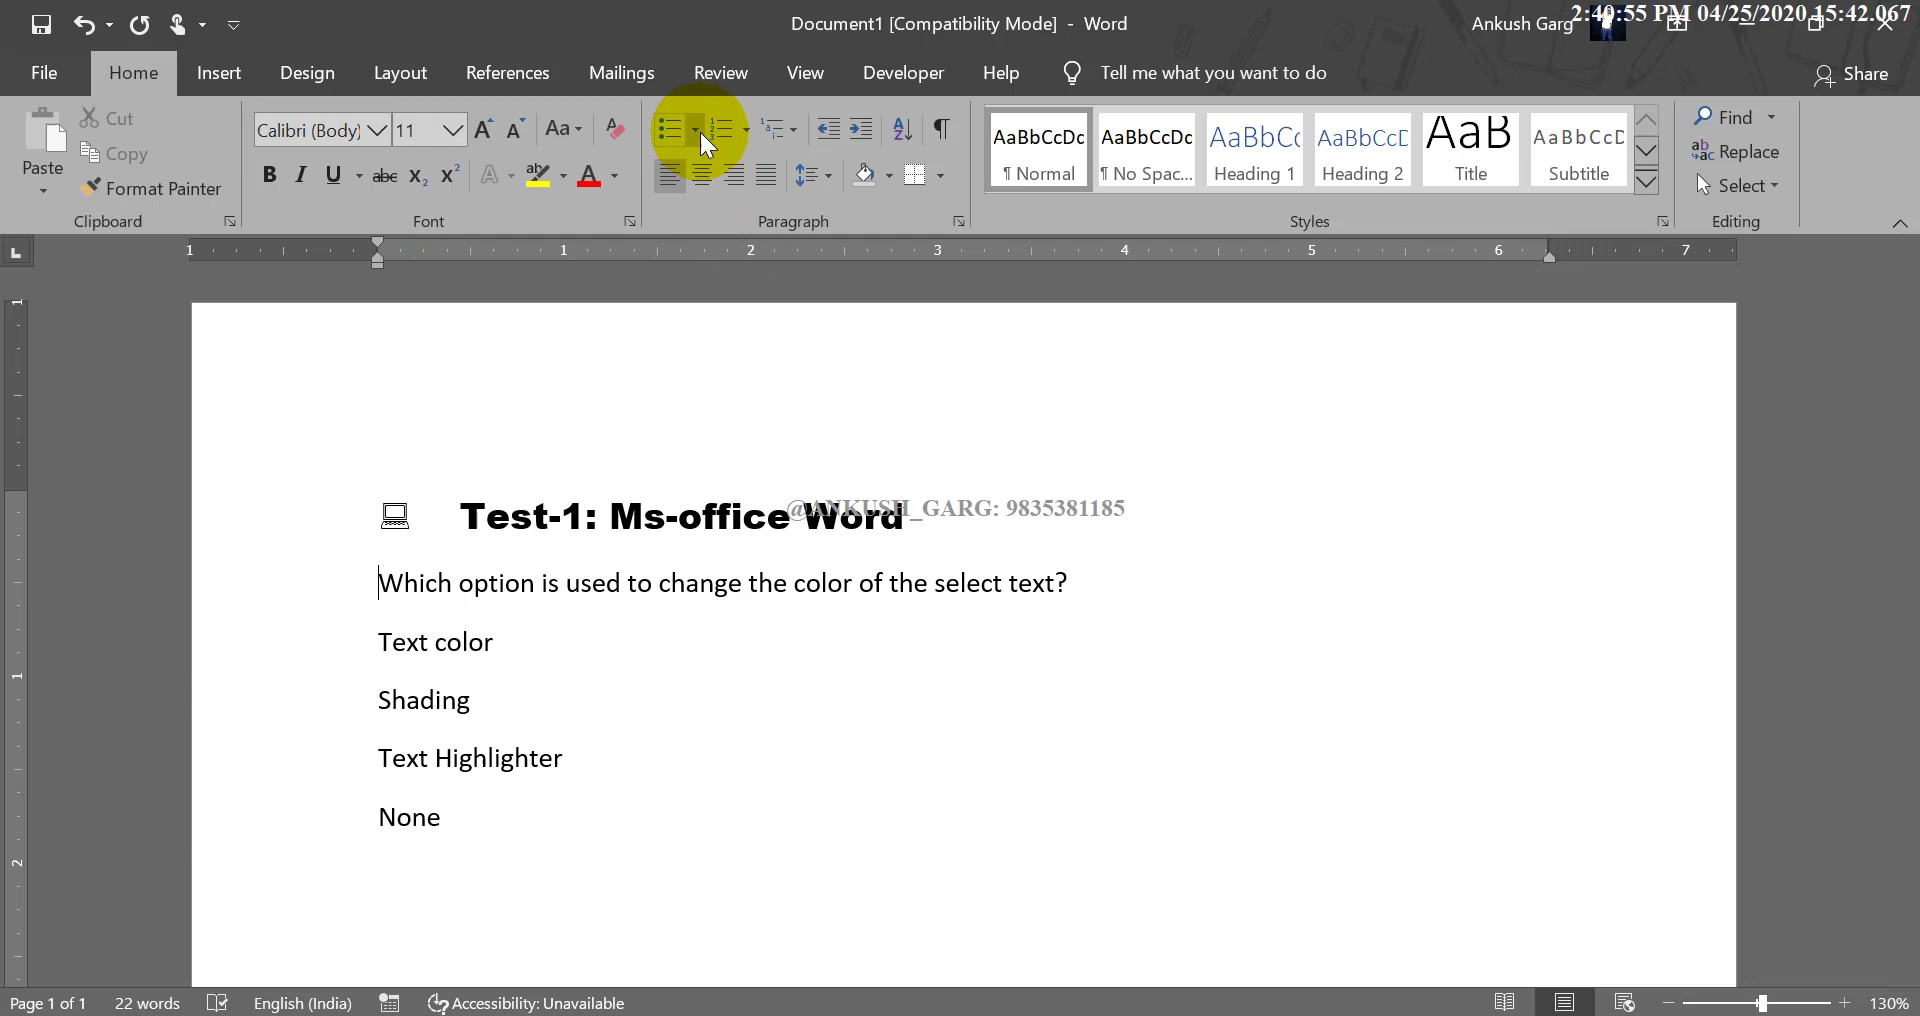 Document1 [Compatibility Mode] - Word
Ankush Garg
2:40:55 PM 04/25/2020 15:42.067
File Home Insert Design Layout References Mailings Review View Developer Help Tell me what you want to do Share
Paste
Cut
Copy
Format Painter
Clipboard
Calibri (Body) 11
Font
Paragraph
AaBbCcDc AaBbCcDc AaBbCc AaBbCcD AaB AaBbCcD
¶ Normal ¶ No Spac... Heading 1 Heading 2 Title Subtitle
Styles
Find
Replace
Select
Editing
1 1 2 3 4 5 6 7
Test-1: Ms-office Word
@ANKUSH_GARG: 9835381185
Which option is used to change the color of the select text?
Text color
Shading
Text Highlighter
None
Page 1 of 1 22 words English (India) Accessibility: Unavailable 130%